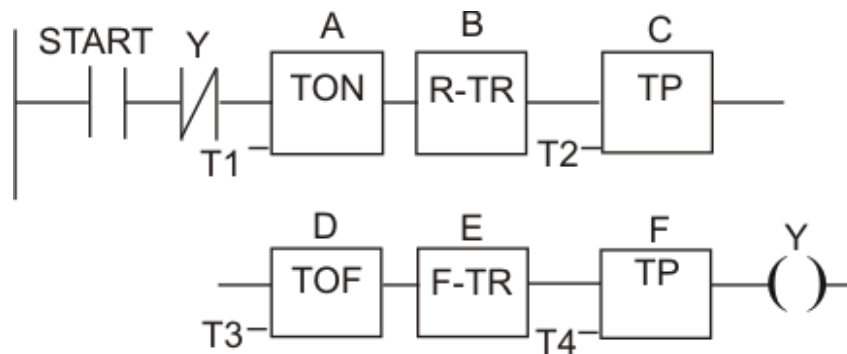 A B C
START Y
TON R-TR TP
T1 T2
D E F Y
TOF F-TR TP
T3 T4